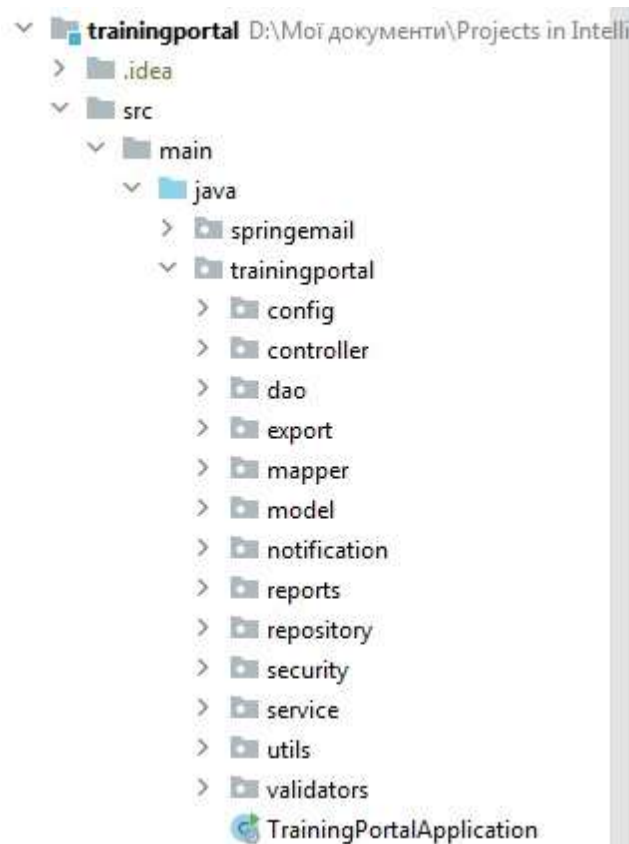 trainingportal D:\Мої документи\Projects in Intelli
.idea
src
main
java
springemail
trainingportal
config
controller
dao
export
mapper
model
notification
reports
repository
security
service
utils
validators
TrainingPortalApplication